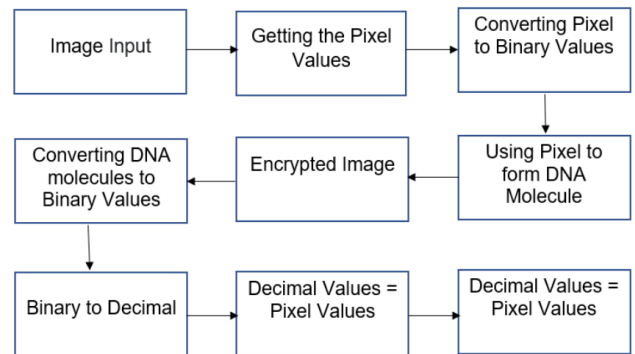 Image Input
Getting the Pixel
Values
Converting Pixel
to Binary Values
Converting DNA
molecules to
Binary Values
Encrypted Image
Using Pixel to
form DNA
Molecule
Binary to Decimal
Decimal Values =
Pixel Values
Decimal Values =
Pixel Values